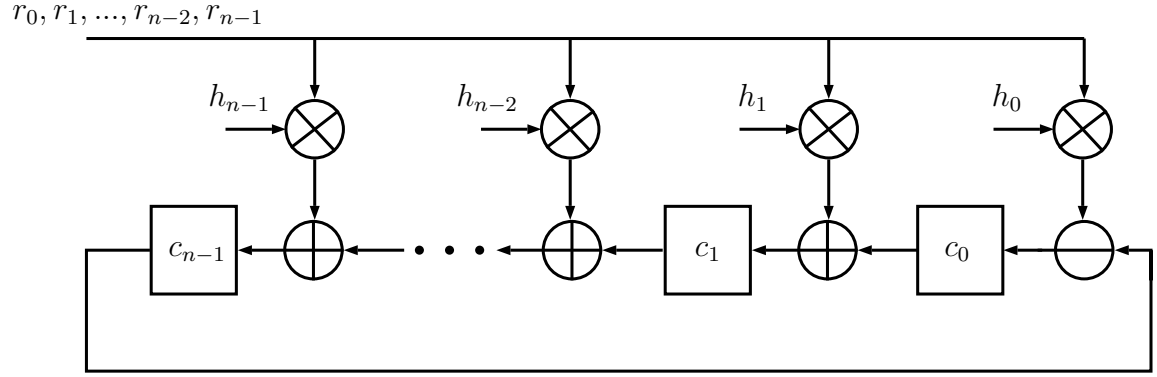 r_0, r_1, ..., r_{n-2}, r_{n-1}
h_{n-1} h_{n-2} h_1 h_0
c_{n-1} c_1 c_0